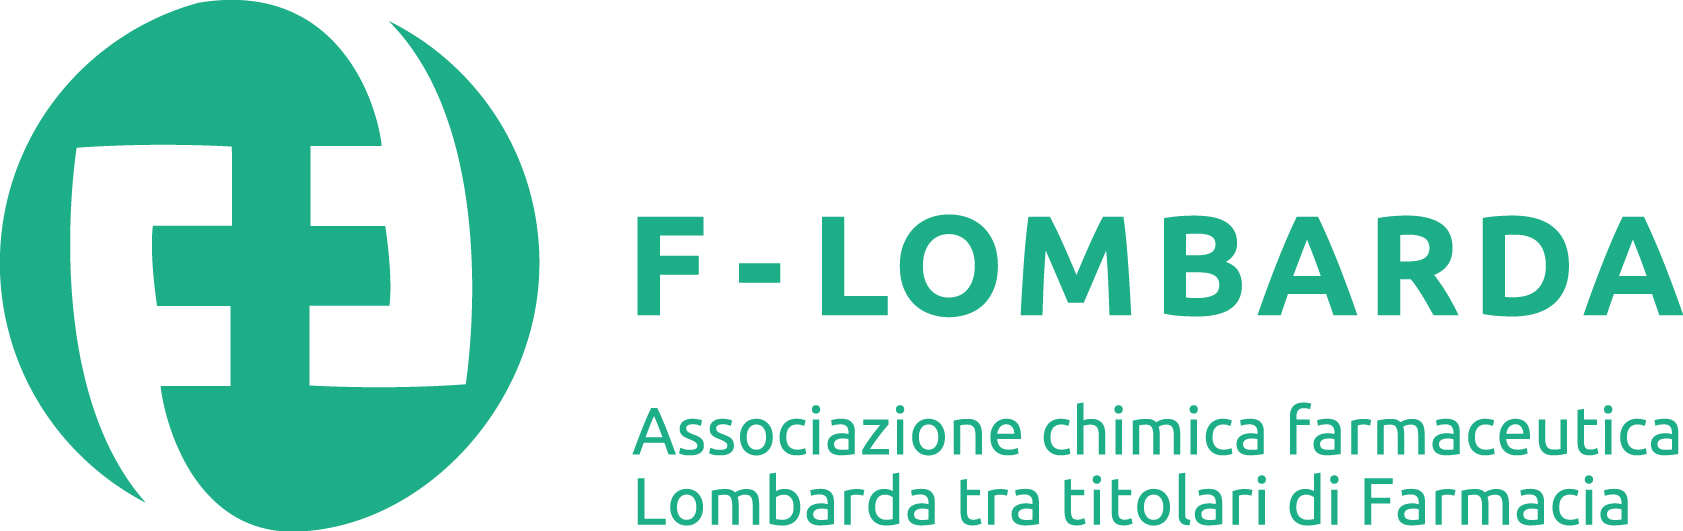 F-LOMBARDA
Associazione chimica farmaceutica
Lombarda tra titolari di Farmacia